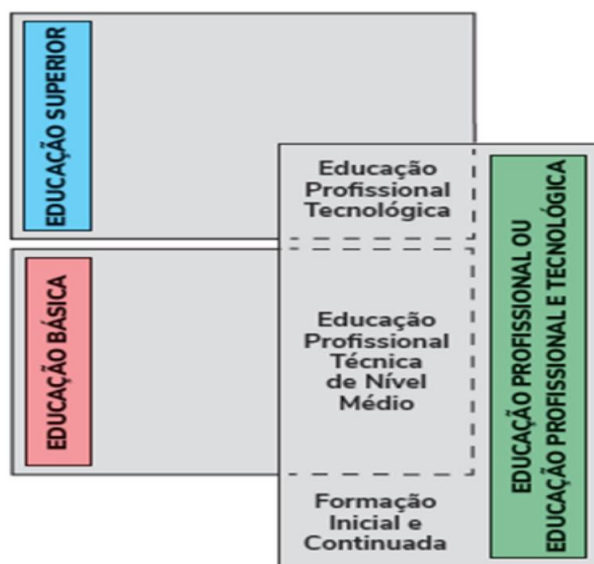 EDUCAÇÃO SUPERIOR
Educação
Profissional
Tecnológica
EDUCAÇÃO BÁSICA
Educação
Profissional
Técnica
de Nível
Médio
Formação
Inicial e
Continuada
EDUCAÇÃO PROFISSIONAL OU
EDUCAÇÃO PROFISSIONAL E TECNOLÓGICA